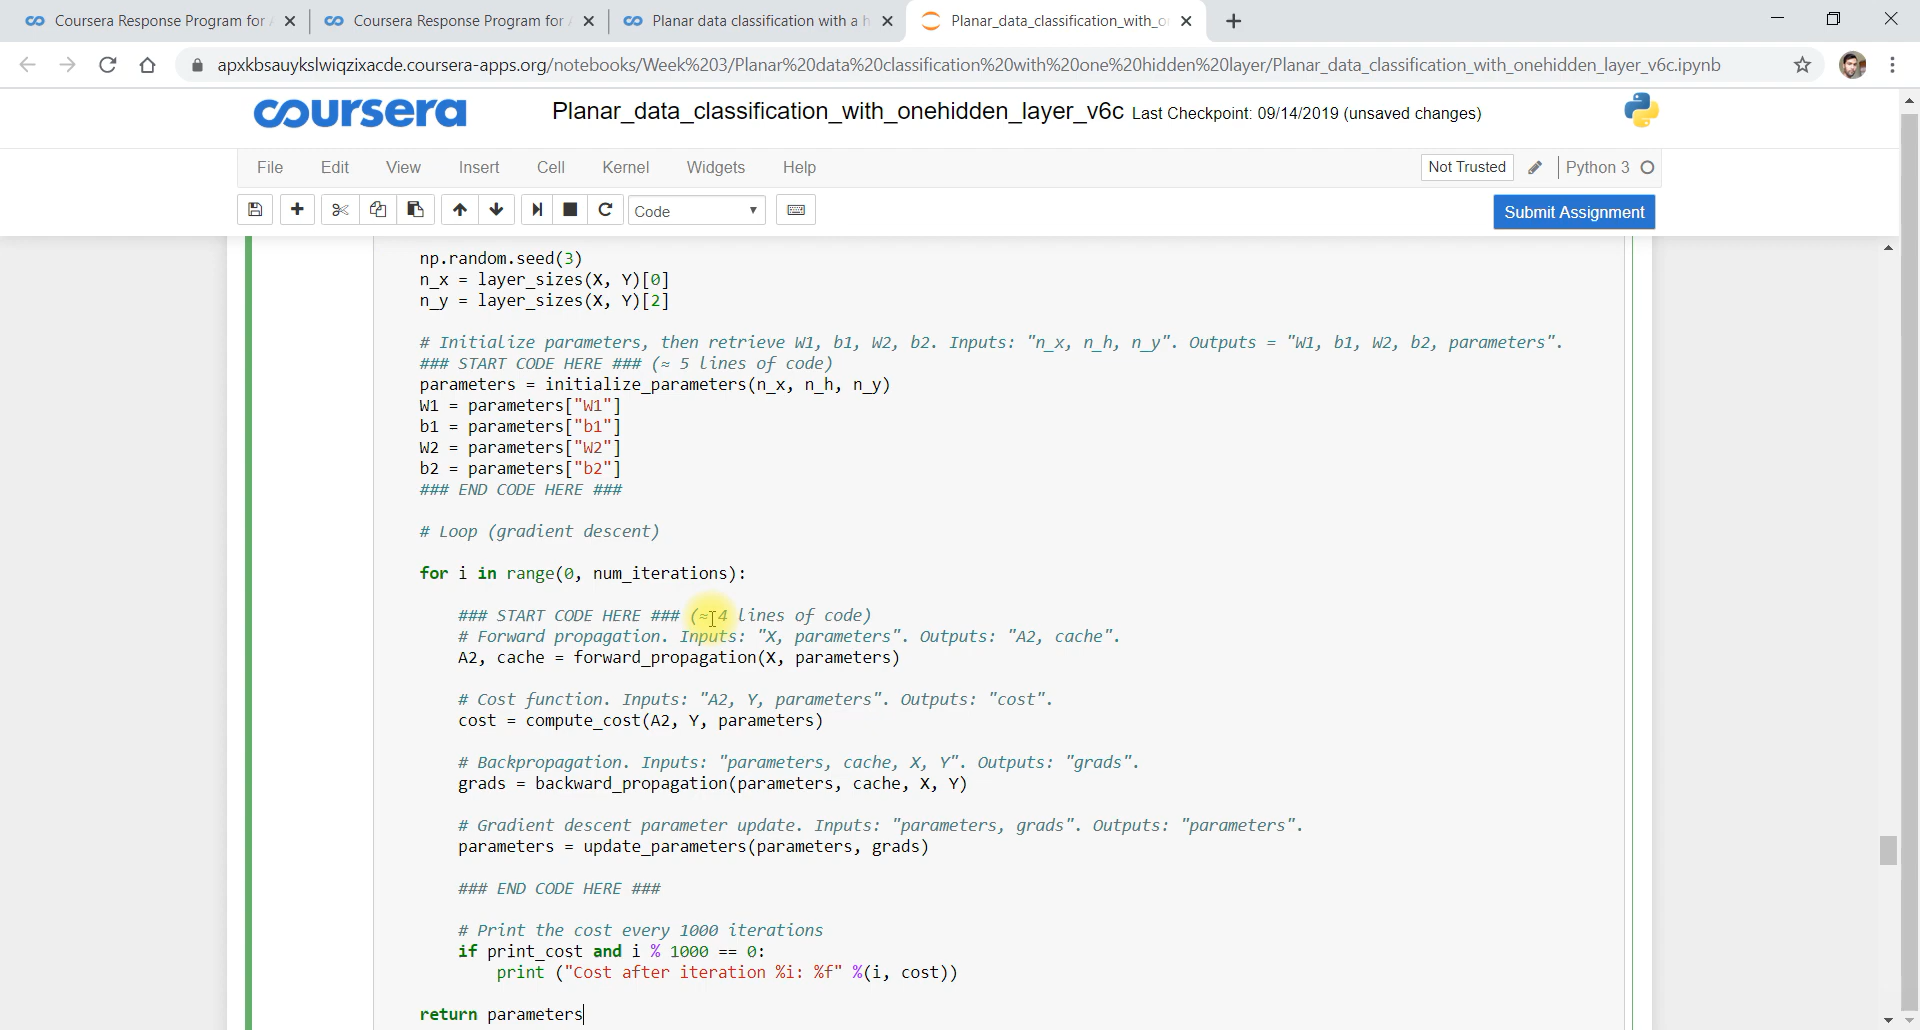 Coursera Response Program for
Coursera Response Program for
Planar data classification with a h
Planar_data_classification_with_o
apxkbsauykslwiqzixacde.coursera-apps.org/notebooks/Week%203/Planar%20data%20classification%20with%20one%20hidden%20layer/Planar_data_classification_with_onehidden_layer_v6c.ipynb
coursera
Planar_data_classification_with_onehidden_layer_v6c Last Checkpoint: 09/14/2019 (unsaved changes)
File Edit View Insert Cell Kernel Widgets Help
Not Trusted
Python 3
Code
Submit Assignment
np.random.seed(3)
n_x = layer_sizes(X, Y)[0]
n_y = layer_sizes(X, Y)[2]
# Initialize parameters, then retrieve W1, b1, W2, b2. Inputs: "n_x, n_h, n_y". Outputs = "W1, b1, W2, b2, parameters".
### START CODE HERE ### (≈ 5 lines of code)
parameters = initialize_parameters(n_x, n_h, n_y)
W1 = parameters["W1"]
b1 = parameters["b1"]
W2 = parameters["W2"]
b2 = parameters["b2"]
### END CODE HERE ###
# Loop (gradient descent)
for i in range(0, num_iterations):
### START CODE HERE ### (≈ 4 lines of code)
# Forward propagation. Inputs: "X, parameters". Outputs: "A2, cache".
A2, cache = forward_propagation(X, parameters)
# Cost function. Inputs: "A2, Y, parameters". Outputs: "cost".
cost = compute_cost(A2, Y, parameters)
# Backpropagation. Inputs: "parameters, cache, X, Y". Outputs: "grads".
grads = backward_propagation(parameters, cache, X, Y)
# Gradient descent parameter update. Inputs: "parameters, grads". Outputs: "parameters".
parameters = update_parameters(parameters, grads)
### END CODE HERE ###
# Print the cost every 1000 iterations
if print_cost and i % 1000 == 0:
print ("Cost after iteration %i: %f" %(i, cost))
return parameters